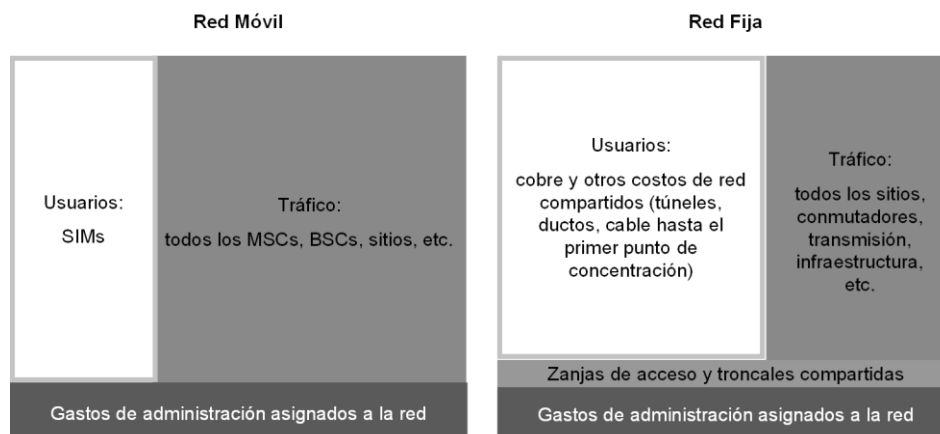 Red Móvil
Usuarios:
SIMs
Tráfico:
todos los MSCs, BSCs, sitios, etc.
Gastos de administración asignados a la red
Red Fija
Usuarios:
cobre y otros costos de red
compartidos (túneles,
ductos, cable hasta el
primer punto de
concentración)
Tráfico:
todos los sitios,
conmutadores,
transmisión,
infraestructura,
etc.
Zanjas de acceso y troncales compartidas
Gastos de administración asignados a la red